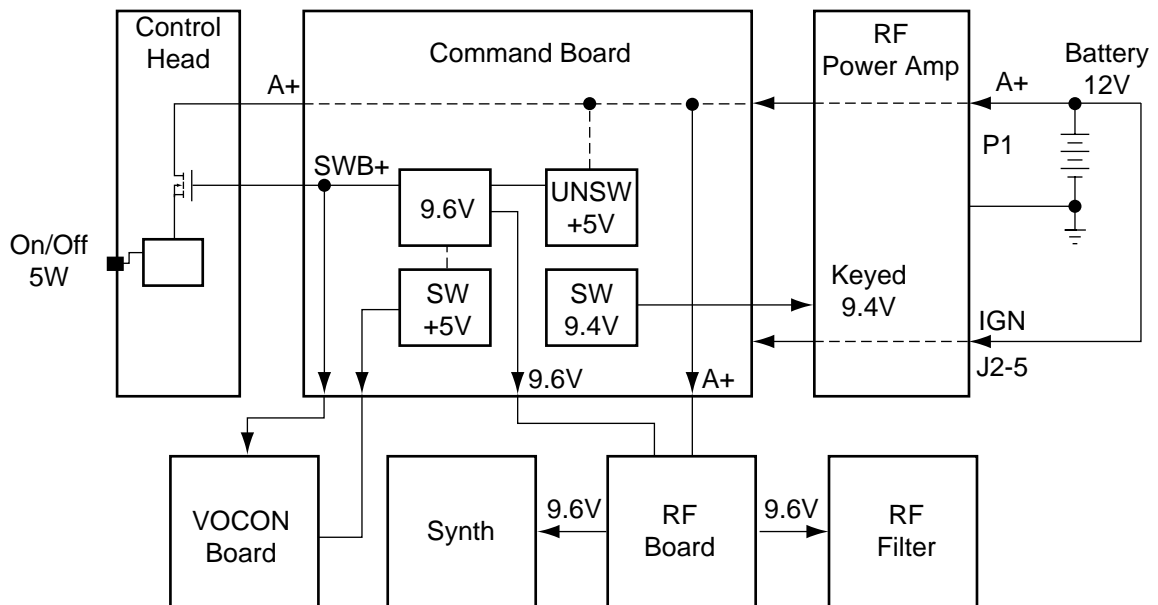 Control
Head
Command Board
RF
Power Amp
Battery
12V
A+
A+
P1
SWB+
9.6V
UNSW
+5V
On/Off
5W
SW
+5V
SW
9.4V
Keyed
9.4V
IGN
J2-5
9.6V
A+
VOCON
Board
Synth
9.6V
RF
Board
9.6V
RF
Filter